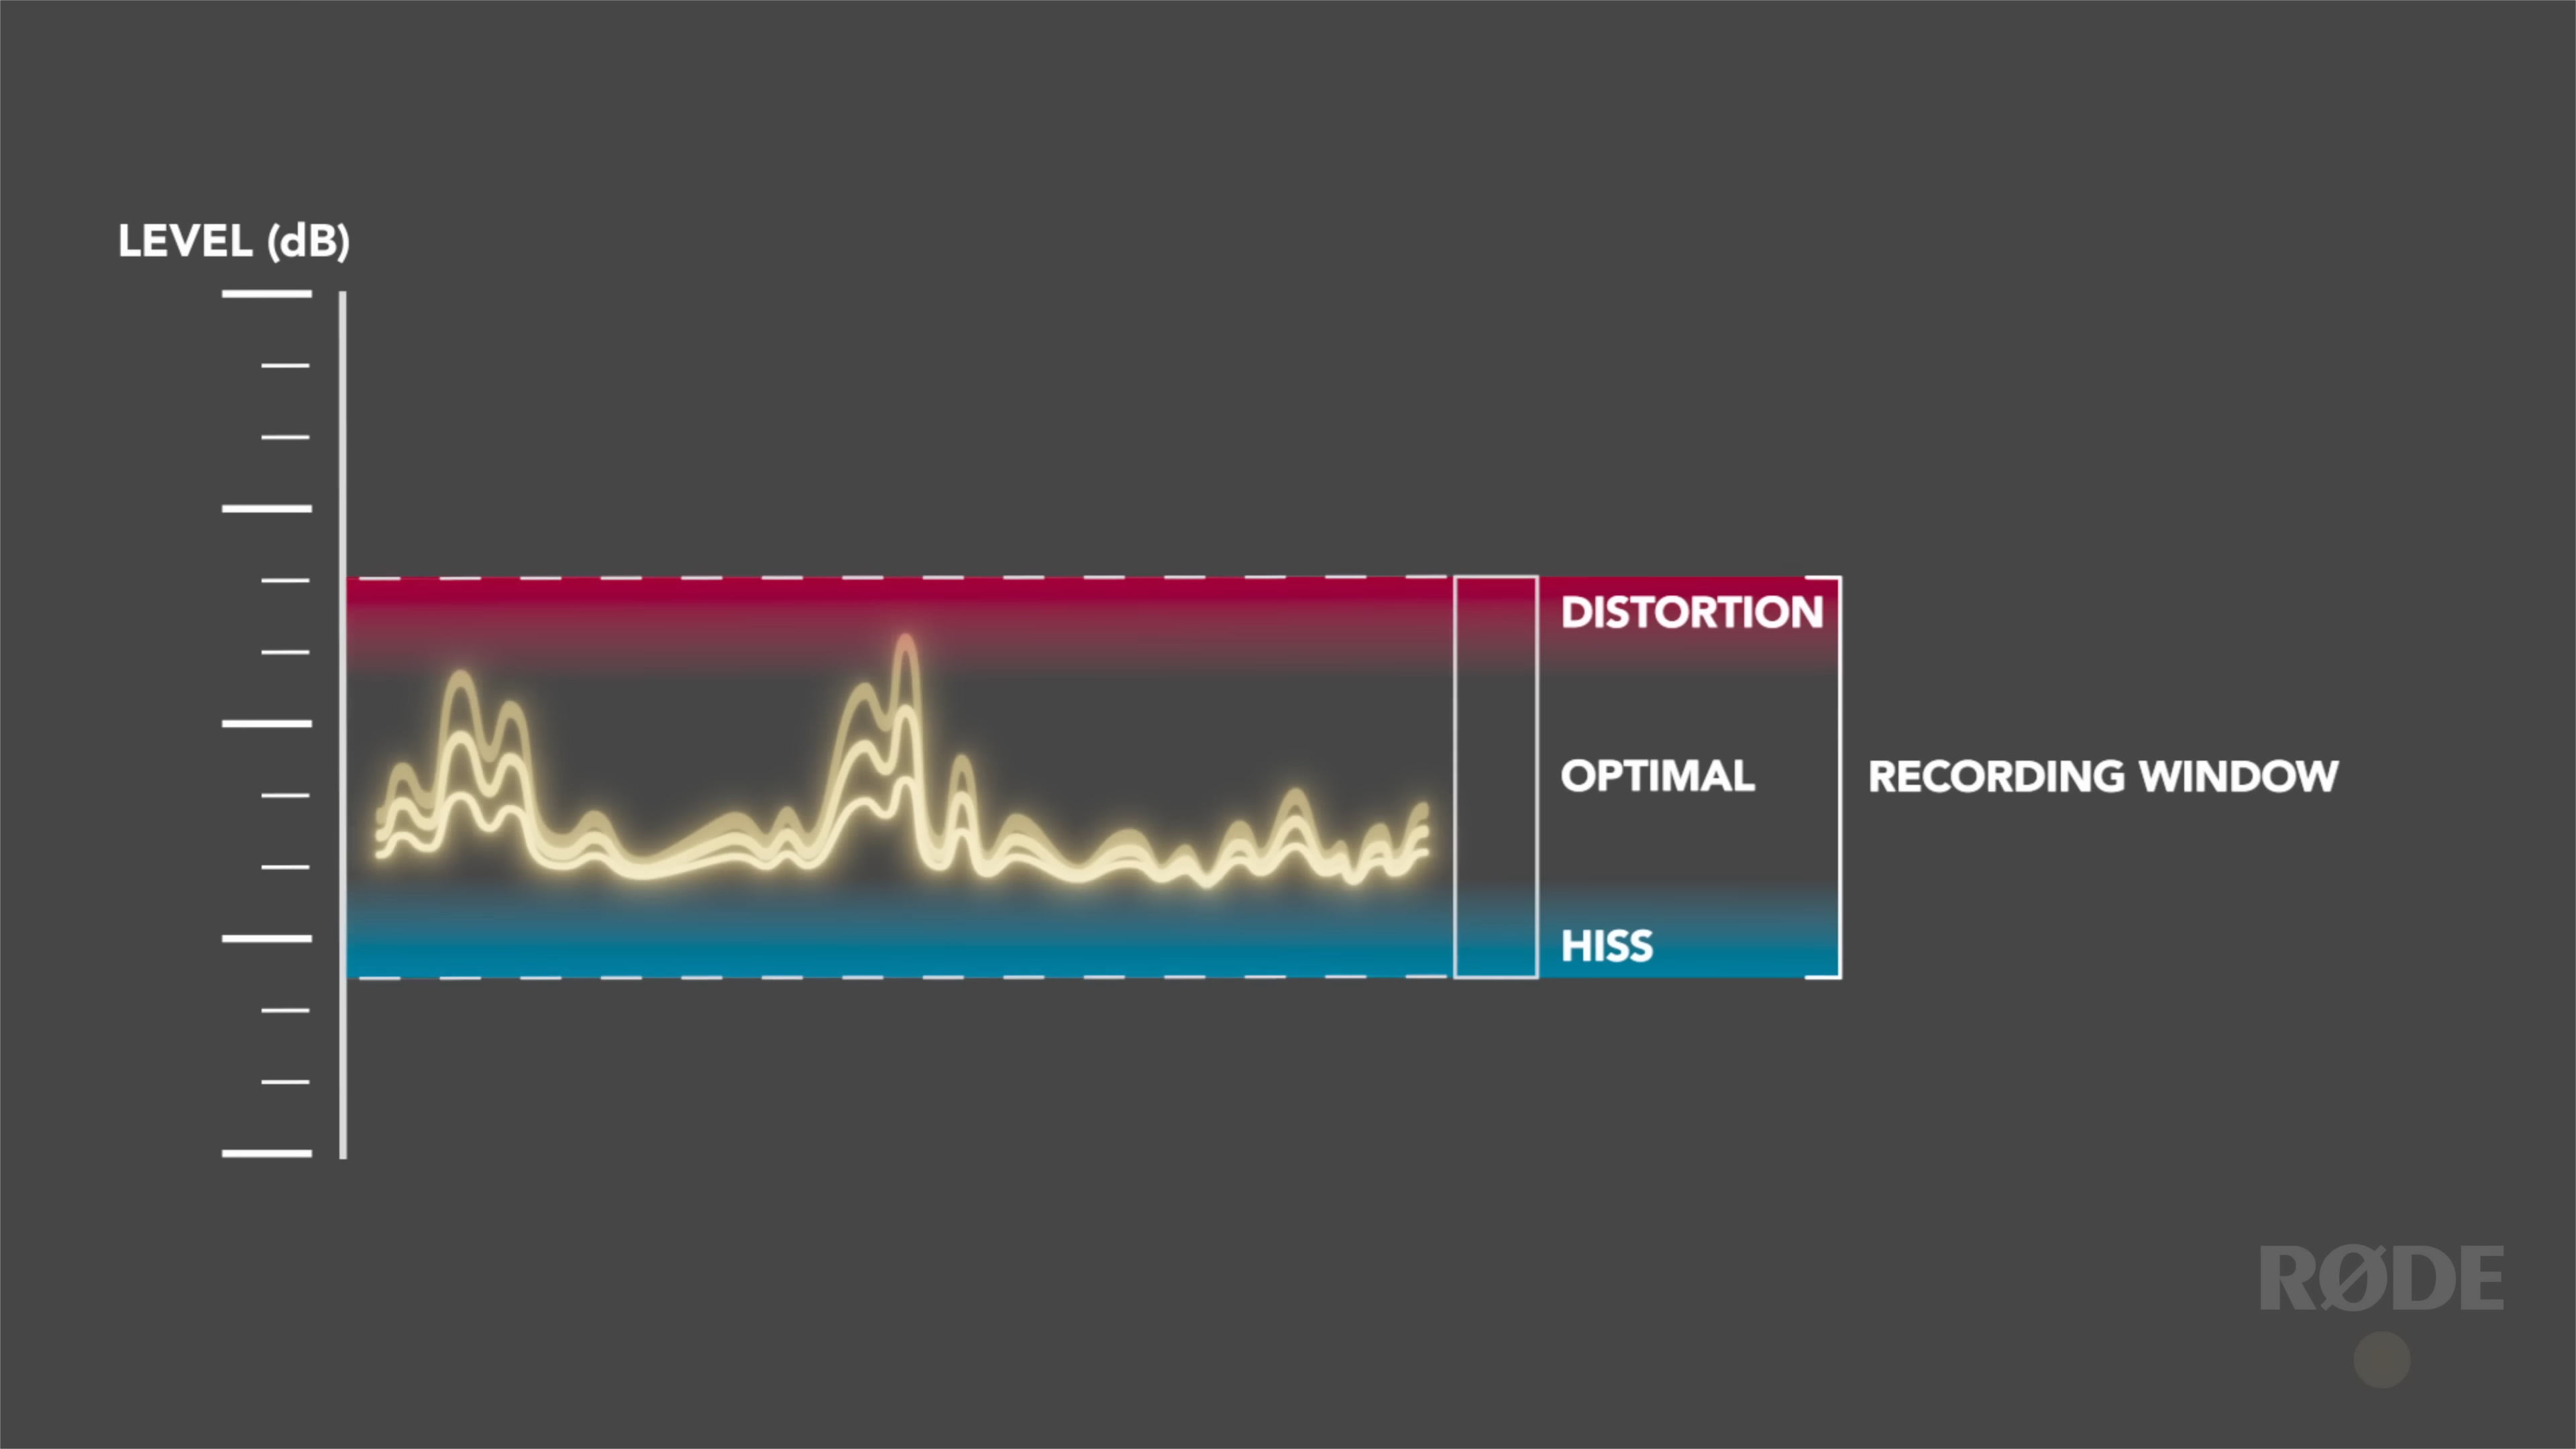 LEVEL (dB)
DISTORTION
OPTIMAL
RECORDING WINDOW
HISS
RØDE